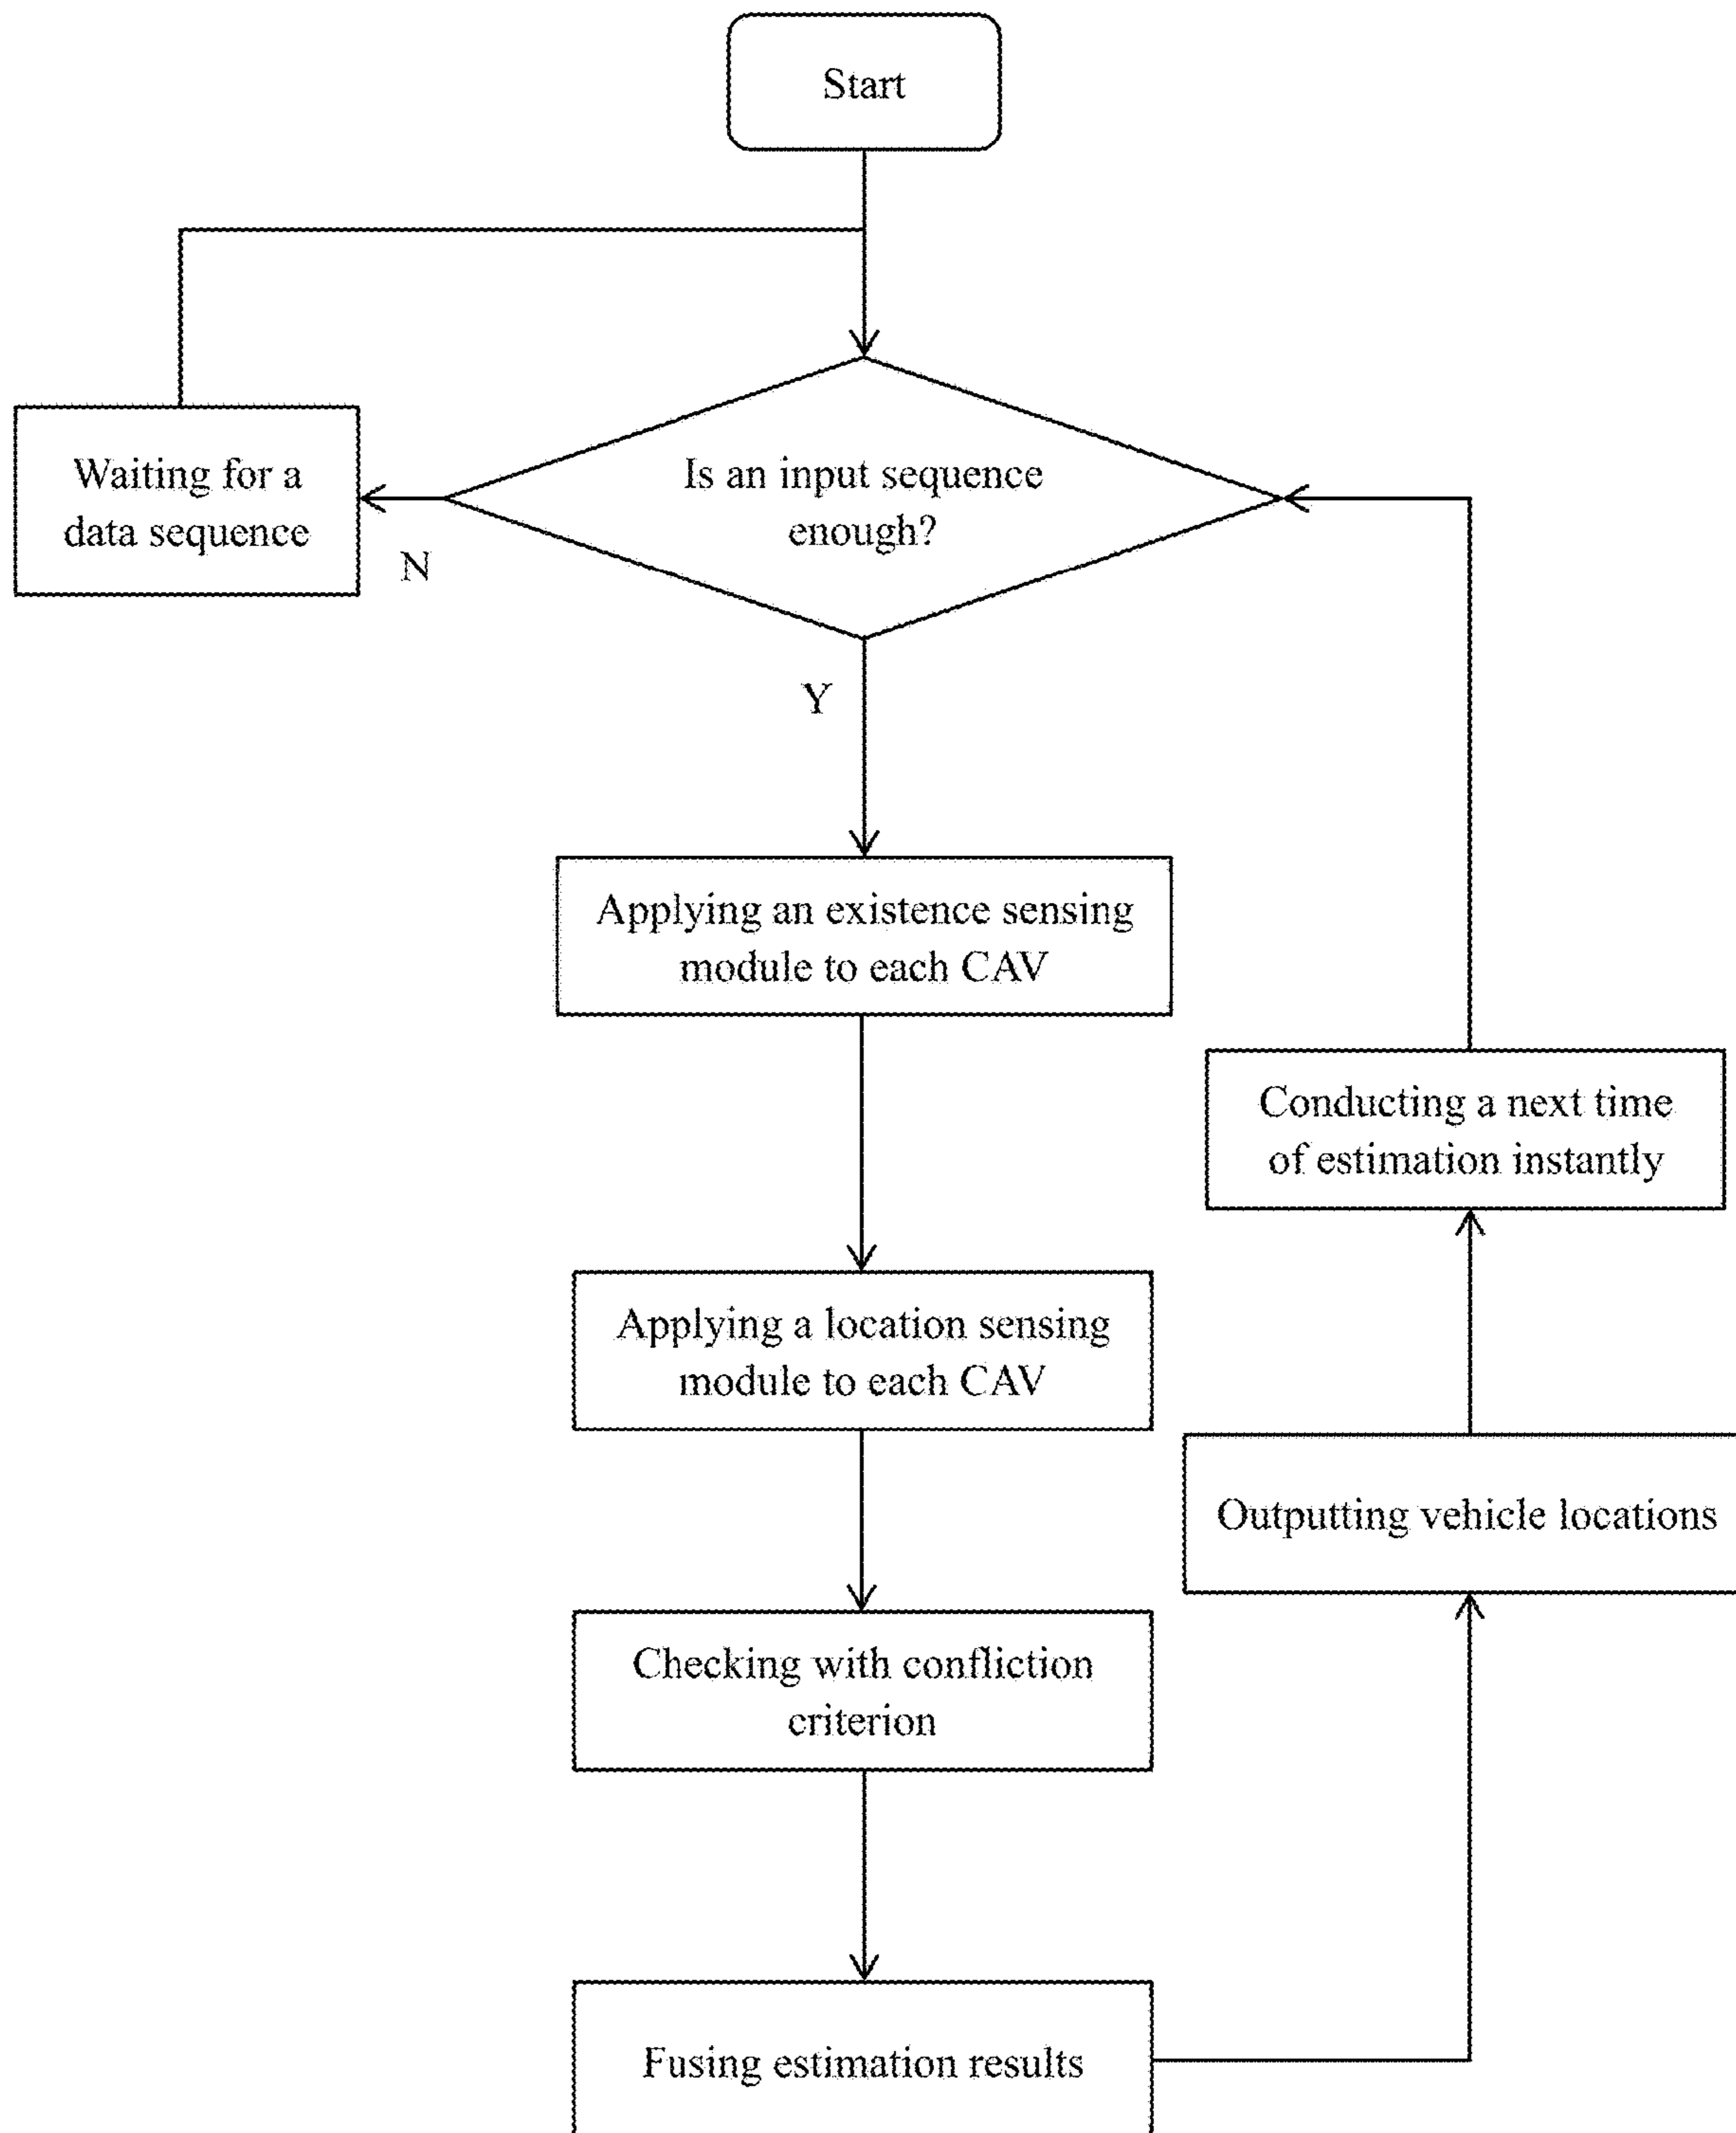 Start
Is an input sequence
enough?
Waiting for a
data sequence
N
Y
Applying an existence sensing
module to each CAV
Applying a location sensing
module to each CAV
Checking with confliction
criterion
Fusing estimation results
Outputting vehicle locations
Conducting a next time
of estimation instantly